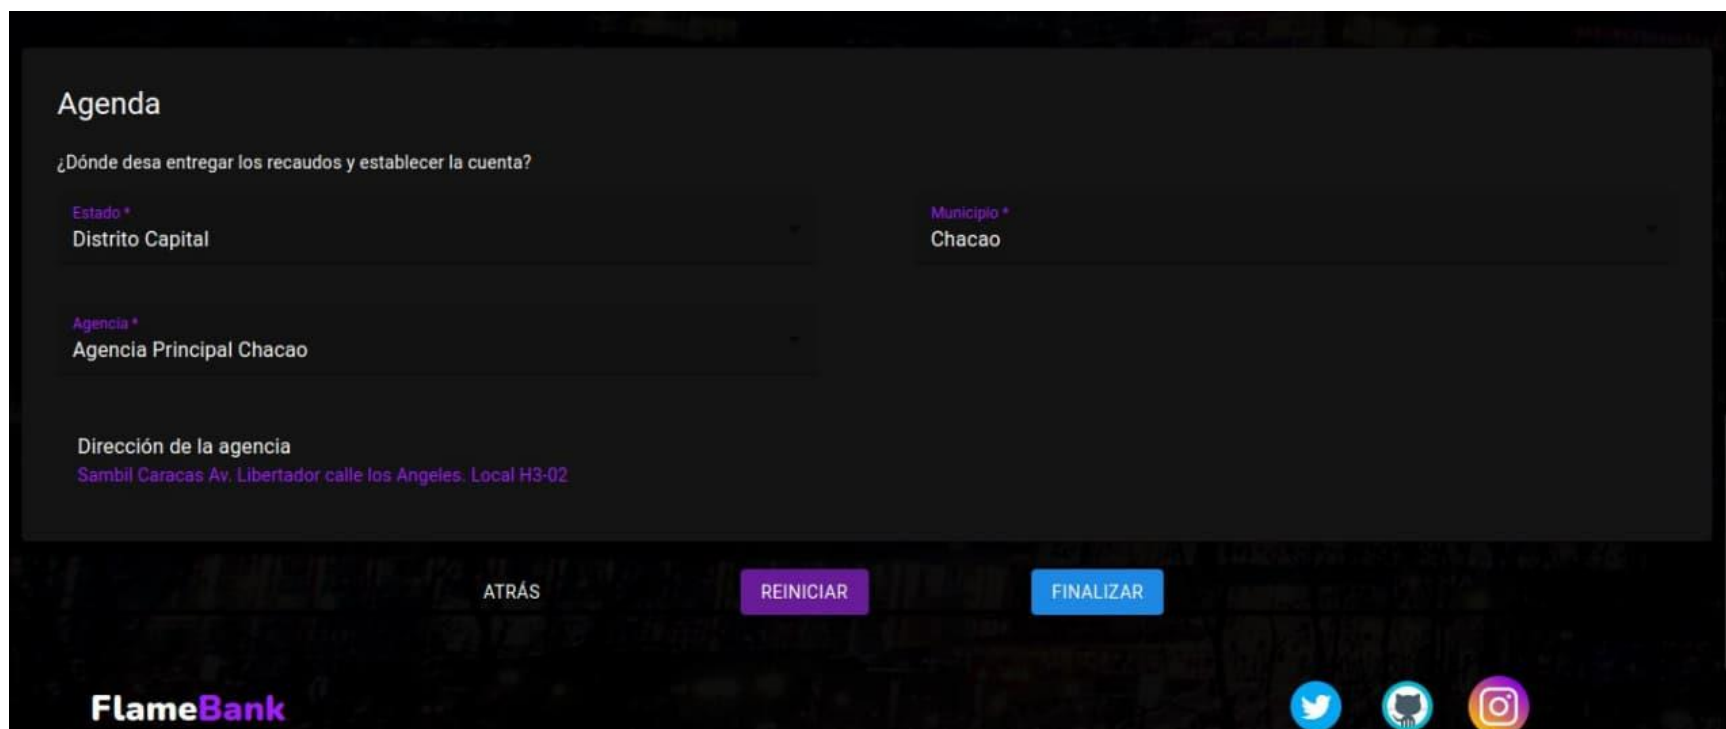 Agenda
¿Dónde desa entregar los recaudos y establecer la cuenta?
Estado *
Distrito Capital
Municipio *
Chacao
Agencia *
Agencia Principal Chacao
Dirección de la agencia
Sambil Caracas Av. Libertador calle los Angeles. Local H3-02
ATRÁS
REINICIAR
FINALIZAR
FlameBank